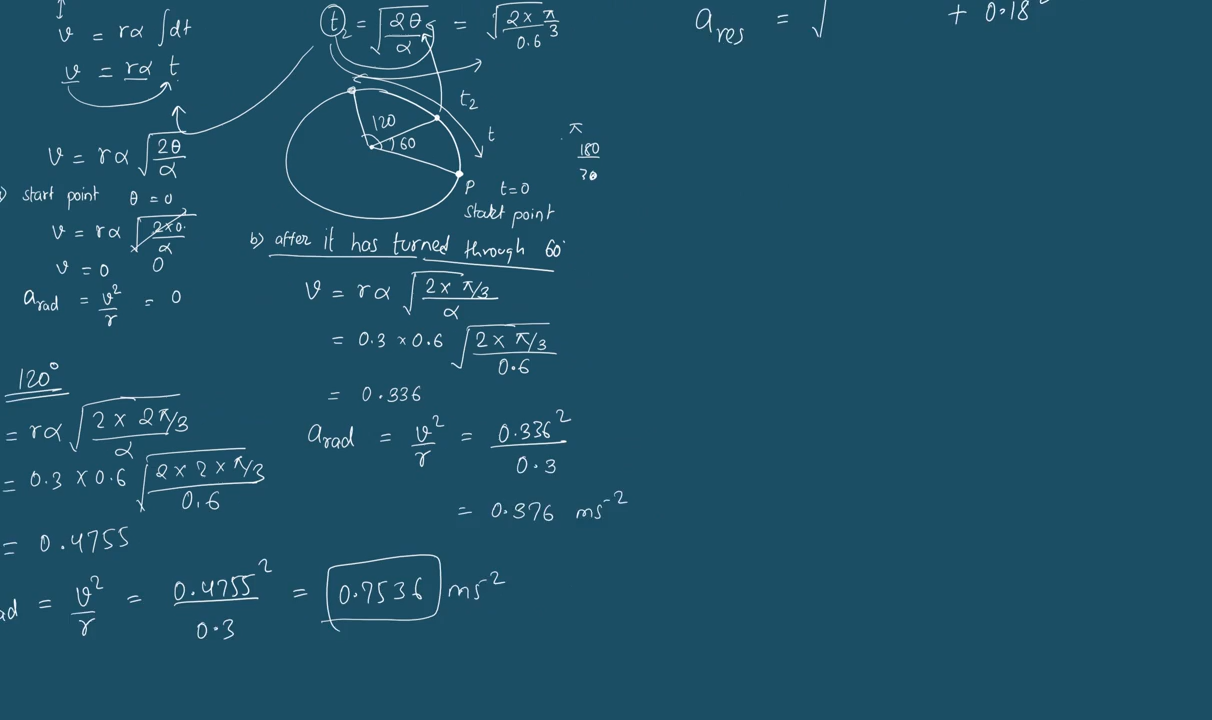 v = rα ∫dt
v = rα t
v = rα √(2θ/α)
) start point θ = 0
v = rα √(2×0/α)
v = 0 0
a_rad = v²/r = 0
120°
= rα √(2 × 2π/3 / α)
= 0.3 × 0.6 √(2 × 2 × π/3 / 0.6)
= 0.4755
ad = v²/r = 0.4755²/0.3 = 0.7536 ms⁻²
t₂ = √(2θ/α) = √(2× π/3 / 0.6)
t₂
120
60
t
π
180
30
P t=0
start point
b) after it has turned through 60°
v = rα √(2 × π/3 / α)
= 0.3 × 0.6 √(2 × π/3 / 0.6)
= 0.336
a_rad = v²/r = 0.336²/0.3
= 0.376 ms⁻²
a_res = √ + 0.18²